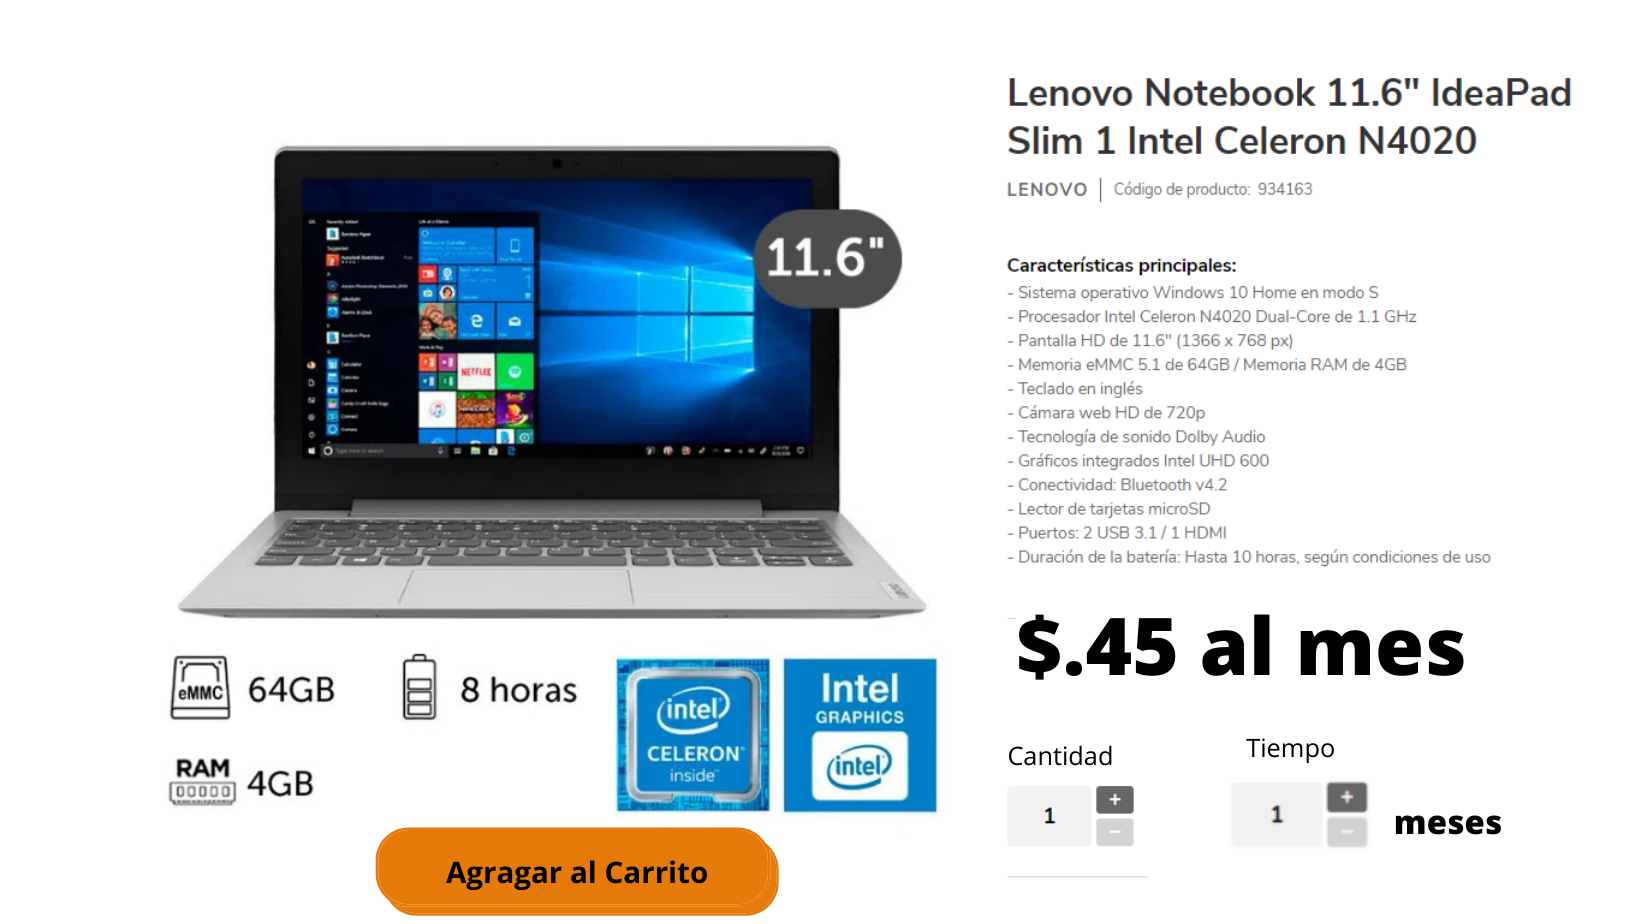 Lenovo Notebook 11.6" IdeaPad
Slim 1 Intel Celeron N4020
LENOVO | Código de producto: 934163
Características principales:
- Sistema operativo Windows 10 Home en modo S
- Procesador Intel Celeron N4020 Dual-Core de 1.1 GHz
- Pantalla HD de 11.6" (1366 x 768 px)
- Memoria eMMC 5.1 de 64GB / Memoria RAM de 4GB
- Teclado en inglés
- Cámara web HD de 720p
- Tecnología de sonido Dolby Audio
- Gráficos integrados Intel UHD 600
- Conectividad: Bluetooth v4.2
- Lector de tarjetas microSD
- Puertos: 2 USB 3.1 / 1 HDMI
- Duración de la batería: Hasta 10 horas, según condiciones de uso
$.45 al mes
Cantidad
Tiempo
1
+
−
1
+
−
meses
11.6"
NETFLIX
Type here to search
eMMC
64GB
8 horas
RAM
4GB
intel
CELERON
inside™
Intel
GRAPHICS
intel
Agragar al Carrito